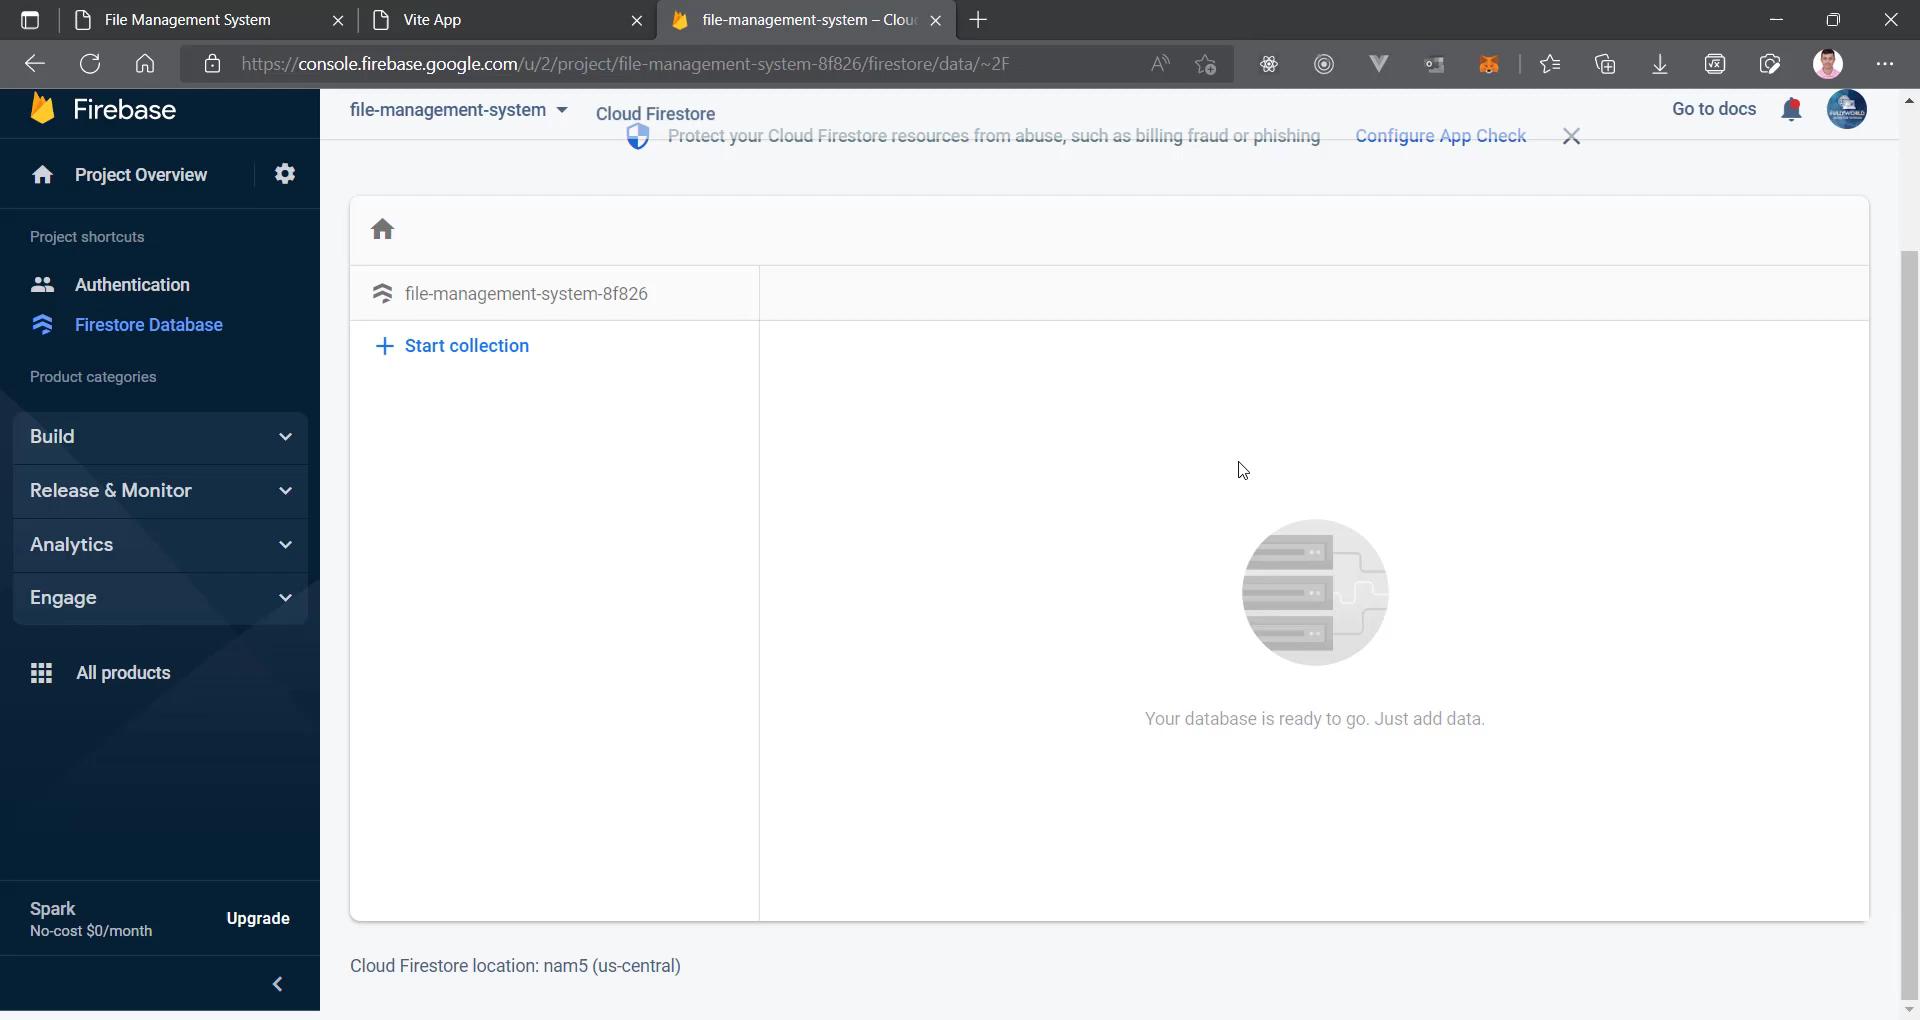 File Management System
Vite App
file-management-system – Clou
https://console.firebase.google.com/u/2/project/file-management-system-8f826/firestore/data/~2F
Firebase
file-management-system
Cloud Firestore
Go to docs
Protect your Cloud Firestore resources from abuse, such as billing fraud or phishing
Configure App Check
Project Overview
Project shortcuts
Authentication
Firestore Database
Product categories
Build
Release & Monitor
Analytics
Engage
All products
Spark
No-cost $0/month
Upgrade
file-management-system-8f826
Start collection
Your database is ready to go. Just add data.
Cloud Firestore location: nam5 (us-central)